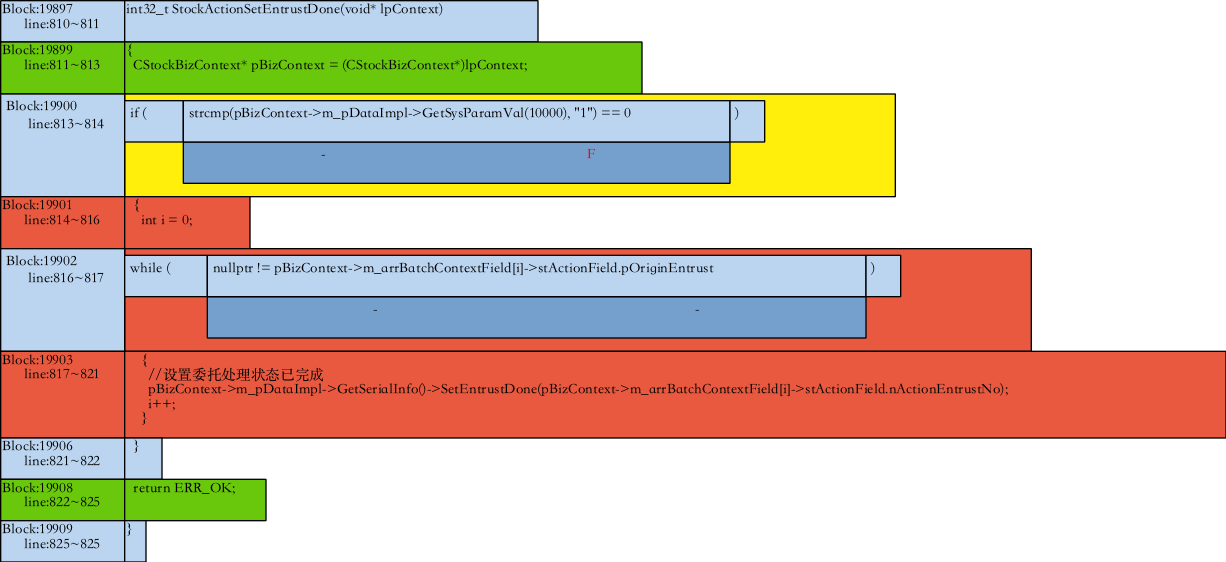 Block:19897 int32_t StockActionSetEntrustDone(void* lpContext)
line:810~811
Block:19899 {
line:811~813 CStockBizContext* pBizContext = (CStockBizContext*)lpContext;
Block:19900 if ( strcmp(pBizContext->m_pDataImpl->GetSysParamVal(10000), "1") == 0 )
line:813~814
- F
Block:19901 {
line:814~816 int i = 0;
Block:19902 while ( nullptr != pBizContext->m_arrBatchContextField[i]->stActionField.pOriginEntrust )
line:816~817
- -
Block:19903 {
line:817~821 //设置委托处理状态已完成
pBizContext->m_pDataImpl->GetSerialInfo()->SetEntrustDone(pBizContext->m_arrBatchContextField[i]->stActionField.nActionEntrustNo);
i++;
}
Block:19906 }
line:821~822
Block:19908 return ERR_OK;
line:822~825
Block:19909 }
line:825~825